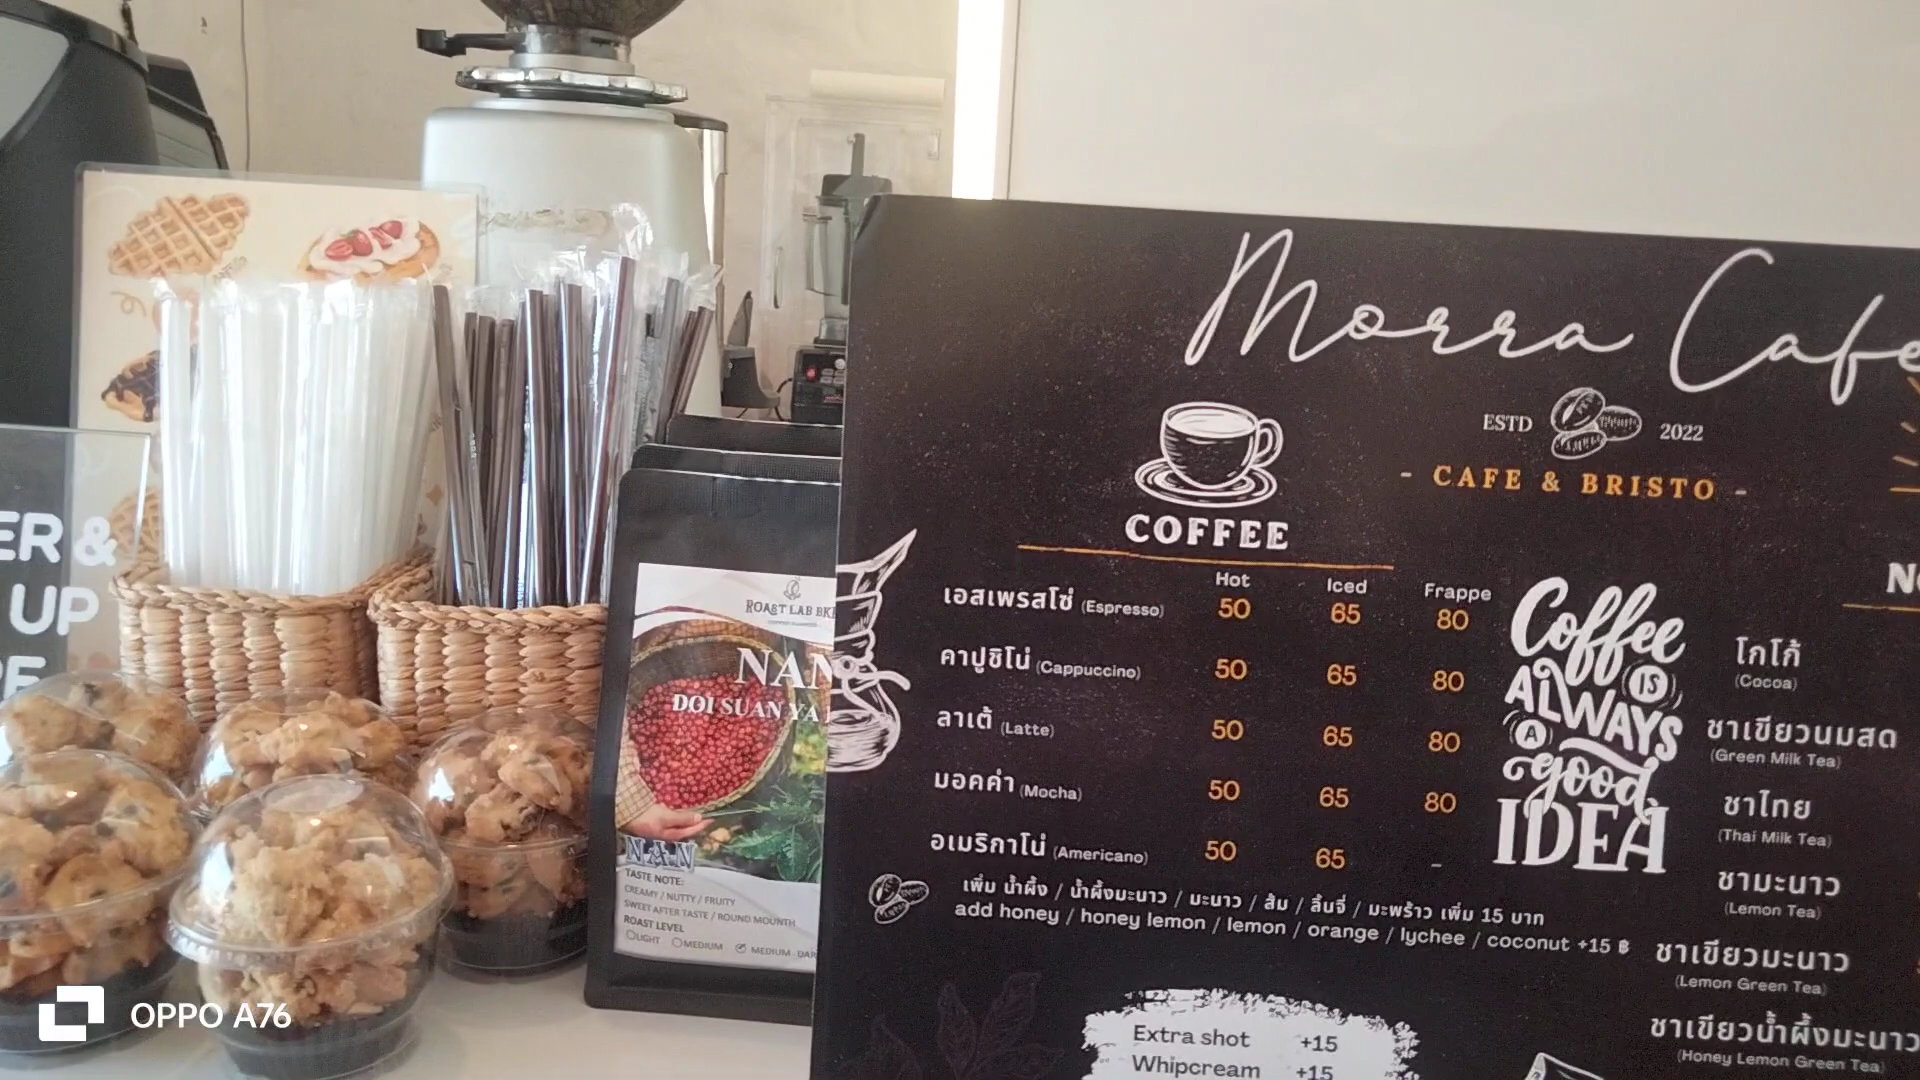 ER &
UP
ROAST LAB BK
NAN
DOI SUAN YA
NAN
TASTE NOTE:
CREAMY / NUTTY / FRUITY
SWEET AFTER TASTE / ROUND MOUNTH
ROAST LEVEL
LIGHT MEDIUM MEDIUM - DAR
Morra Cafe
ESTD 2022
- CAFE & BRISTO -
COFFEE
Hot Iced Frappe
เอสเพรสโซ่ (Espresso) 50 65 80
คาปูชิโน่ (Cappuccino) 50 65 80
ลาเต้ (Latte) 50 65 80
มอคค่า (Mocha) 50 65 80
อเมริกาโน่ (Americano) 50 65 -
เพิ่ม น้ำผึ้ง / น้ำผึ้งมะนาว / มะนาว / ส้ม / ลิ้นจี่ / มะพร้าว เพิ่ม 15 บาท
add honey / honey lemon / lemon / orange / lychee / coconut +15 ฿
Extra shot +15
Whipcream +15
Coffee
IS
ALWAYS
A
good
IDEA
โกโก้
(Cocoa)
ชาเขียวนมสด
(Green Milk Tea)
ชาไทย
(Thai Milk Tea)
ชามะนาว
(Lemon Tea)
ชาเขียวมะนาว
(Lemon Green Tea)
ชาเขียวน้ำผึ้งมะนาว
(Honey Lemon Green Tea)
OPPO A76